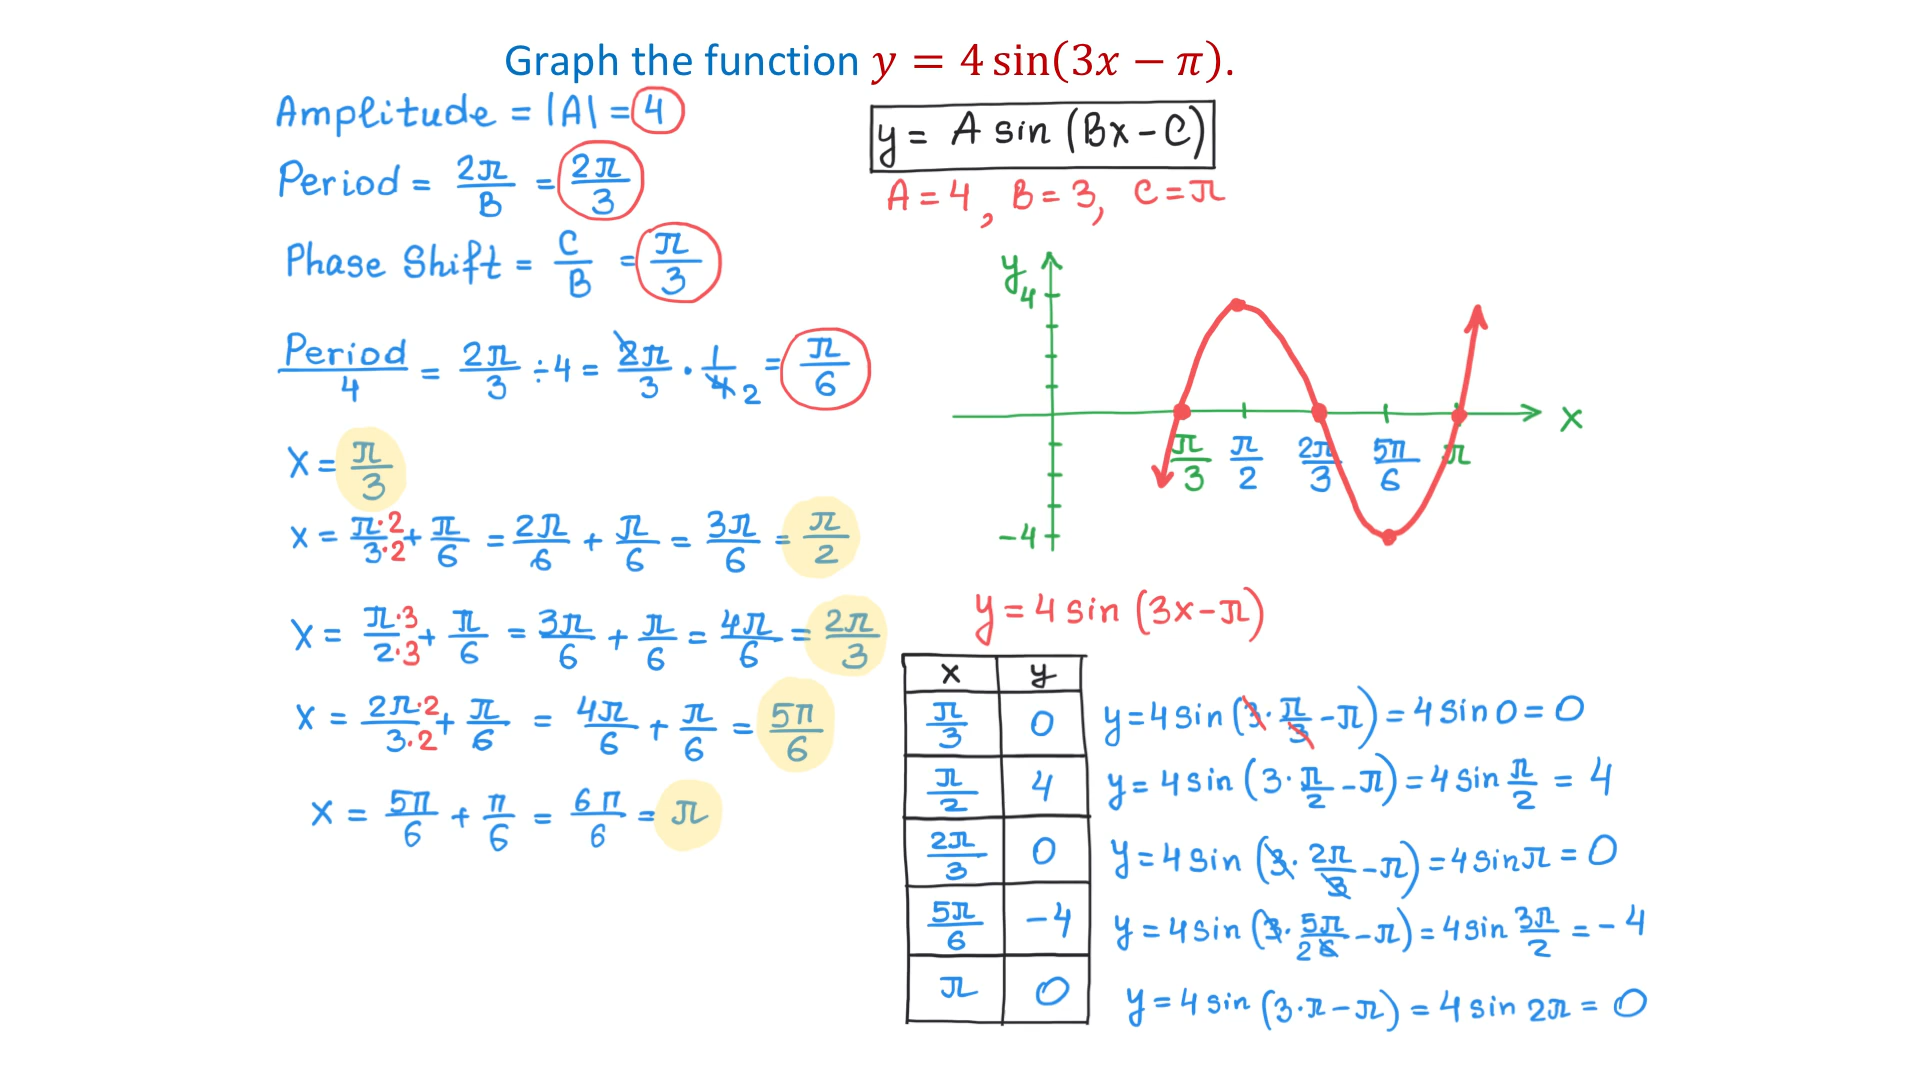 Graph the function y = 4 sin(3x − π).
Amplitude = |A| = 4
Period = 2π/B = 2π/3
Phase Shift = C/B = π/3
Period/4 = 2π/3 ÷ 4 = 2π/3 · 1/4 2 = π/6
x = π/3
x = π·2/3·2 + π/6 = 2π/6 + π/6 = 3π/6 = π/2
x = π·3/2·3 + π/6 = 3π/6 + π/6 = 4π/6 = 2π/3
x = 2π·2/3·2 + π/6 = 4π/6 + π/6 = 5π/6
x = 5π/6 + π/6 = 6π/6 = π
y = A sin (Bx − C)
A = 4, B = 3, C = π
y
4
x
π/3 π/2 2π/3 5π/6 π
−4
y = 4 sin (3x − π)
x y
π/3 0
π/2 4
2π/3 0
5π/6 −4
π 0
y = 4 sin (3 · π/3 − π) = 4 sin 0 = 0
y = 4 sin (3 · π/2 − π) = 4 sin π/2 = 4
y = 4 sin (3 · 2π/3 − π) = 4 sin π = 0
y = 4 sin (3 · 5π/2 6 − π) = 4 sin 3π/2 = − 4
y = 4 sin (3 · π − π) = 4 sin 2π = 0